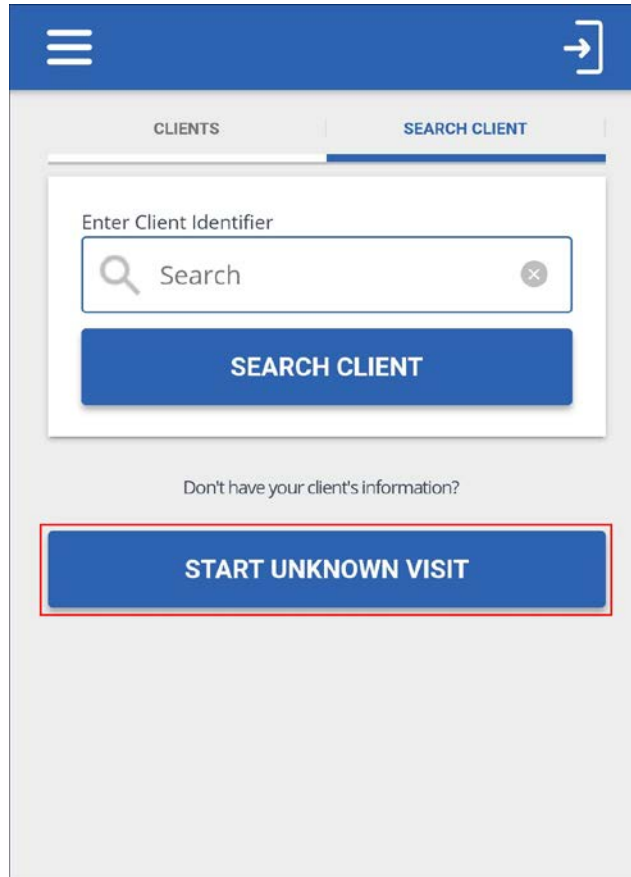 CLIENTS
SEARCH CLIENT
Enter Client Identifier
Search
SEARCH CLIENT
Don't have your client's information?
START UNKNOWN VISIT